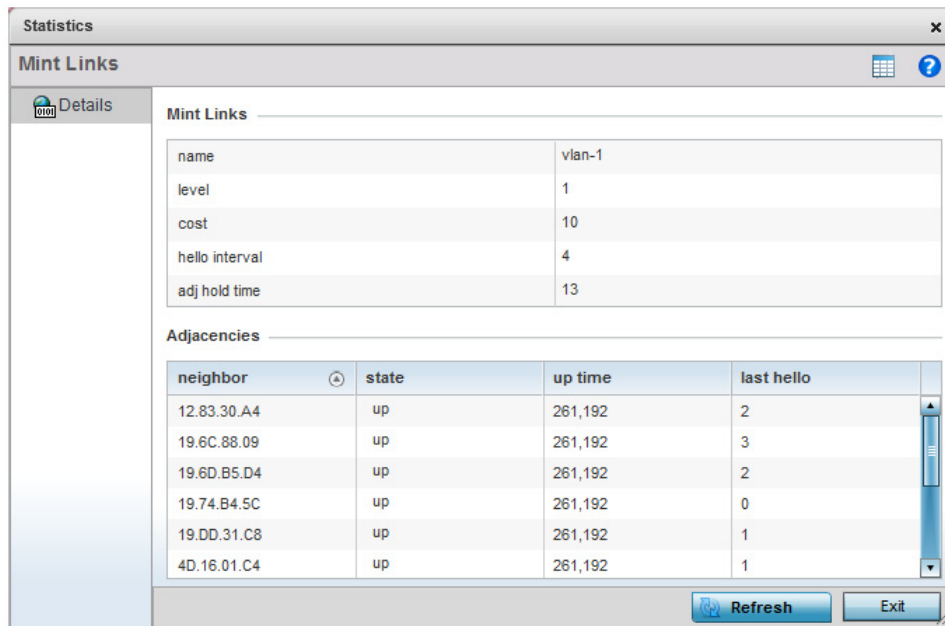 Statistics
Mint Links
Details
Mint Links
name vlan-1
level 1
cost 10
hello interval 4
adj hold time 13
Adjacencies
neighbor state up time last hello
12.83.30.A4 up 261,192 2
19.6C.88.09 up 261,192 3
19.6D.B5.D4 up 261,192 2
19.74.B4.5C up 261,192 0
19.DD.31.C8 up 261,192 1
4D.16.01.C4 up 261,192 1
Refresh Exit